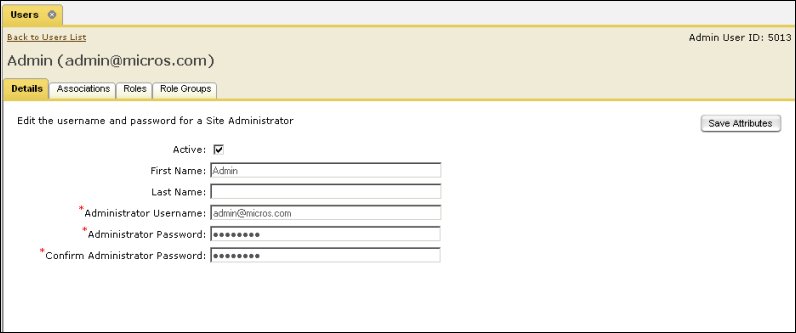 Users
Back to Users List Admin User ID: 5013
Admin (admin@micros.com)
Details Associations Roles Role Groups
Edit the username and password for a Site Administrator Save Attributes
Active:
First Name: Admin
Last Name:
*Administrator Username: admin@micros.com
*Administrator Password: ●●●●●●●●
*Confirm Administrator Password: ●●●●●●●●